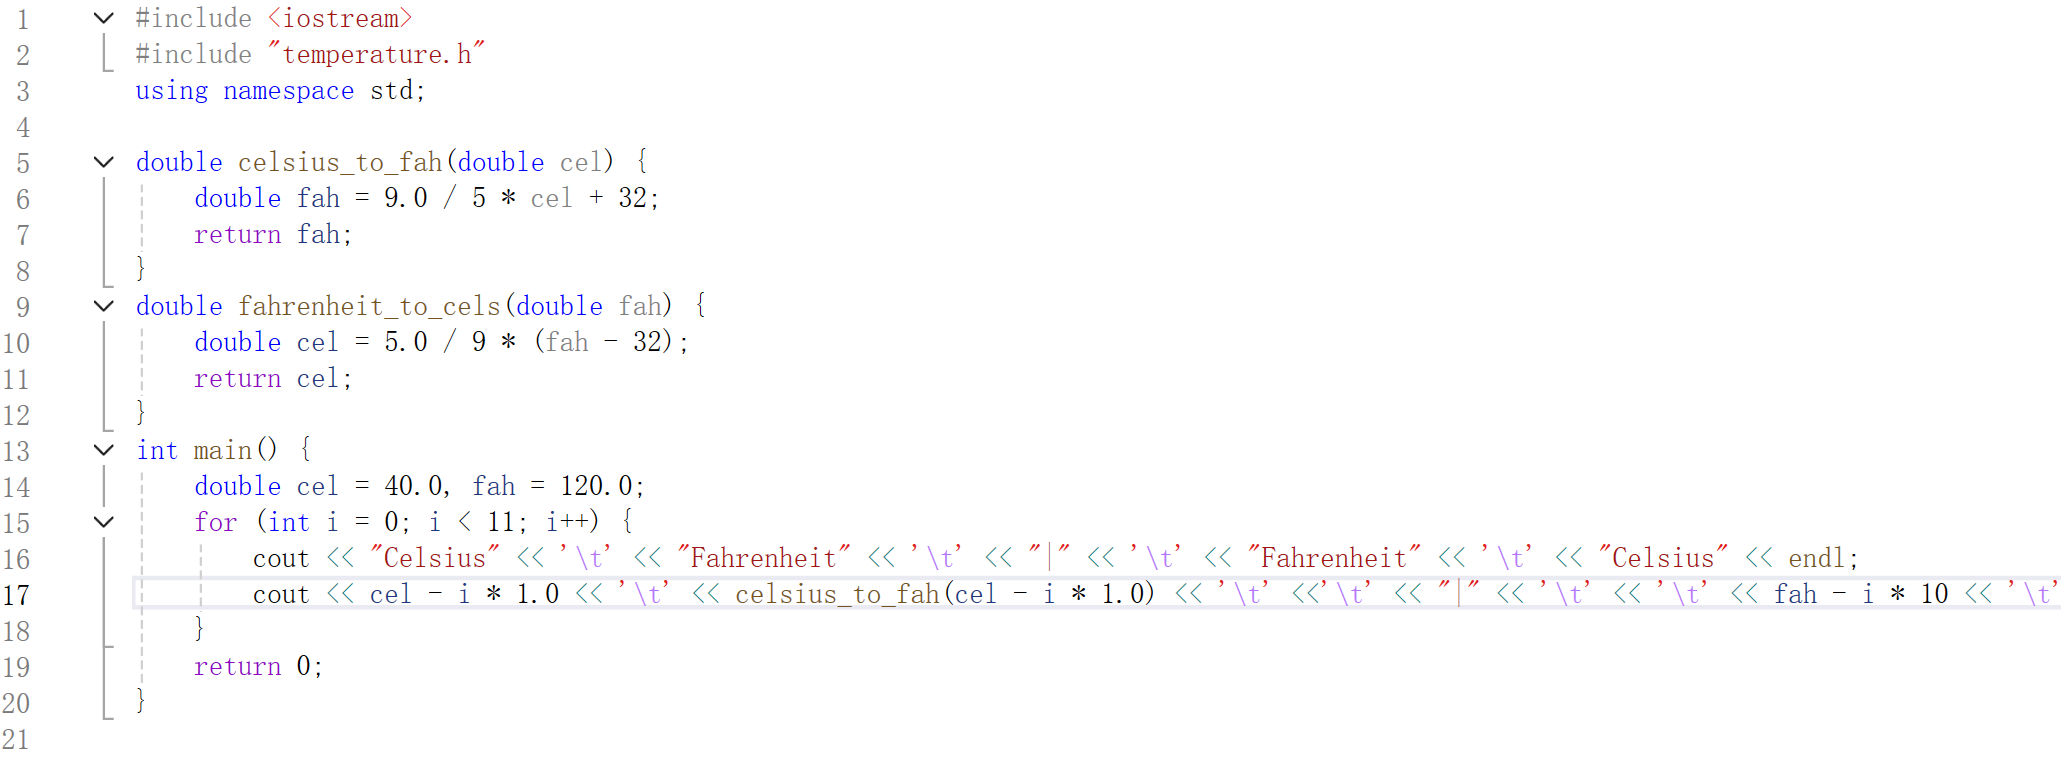 1 #include <iostream>
2 #include "temperature.h"
3 using namespace std;
4
5 double celsius_to_fah(double cel) {
6 double fah = 9.0 / 5 * cel + 32;
7 return fah;
8 }
9 double fahrenheit_to_cels(double fah) {
10 double cel = 5.0 / 9 * (fah - 32);
11 return cel;
12 }
13 int main() {
14 double cel = 40.0, fah = 120.0;
15 for (int i = 0; i < 11; i++) {
16 cout << "Celsius" << '\t' << "Fahrenheit" << '\t' << "|" << '\t' << "Fahrenheit" << '\t' << "Celsius" << endl;
17 cout << cel - i * 1.0 << '\t' << celsius_to_fah(cel - i * 1.0) << '\t' <<'\t' << "|" << '\t' << '\t' << fah - i * 10 << '\t'
18 }
19 return 0;
20 }
21